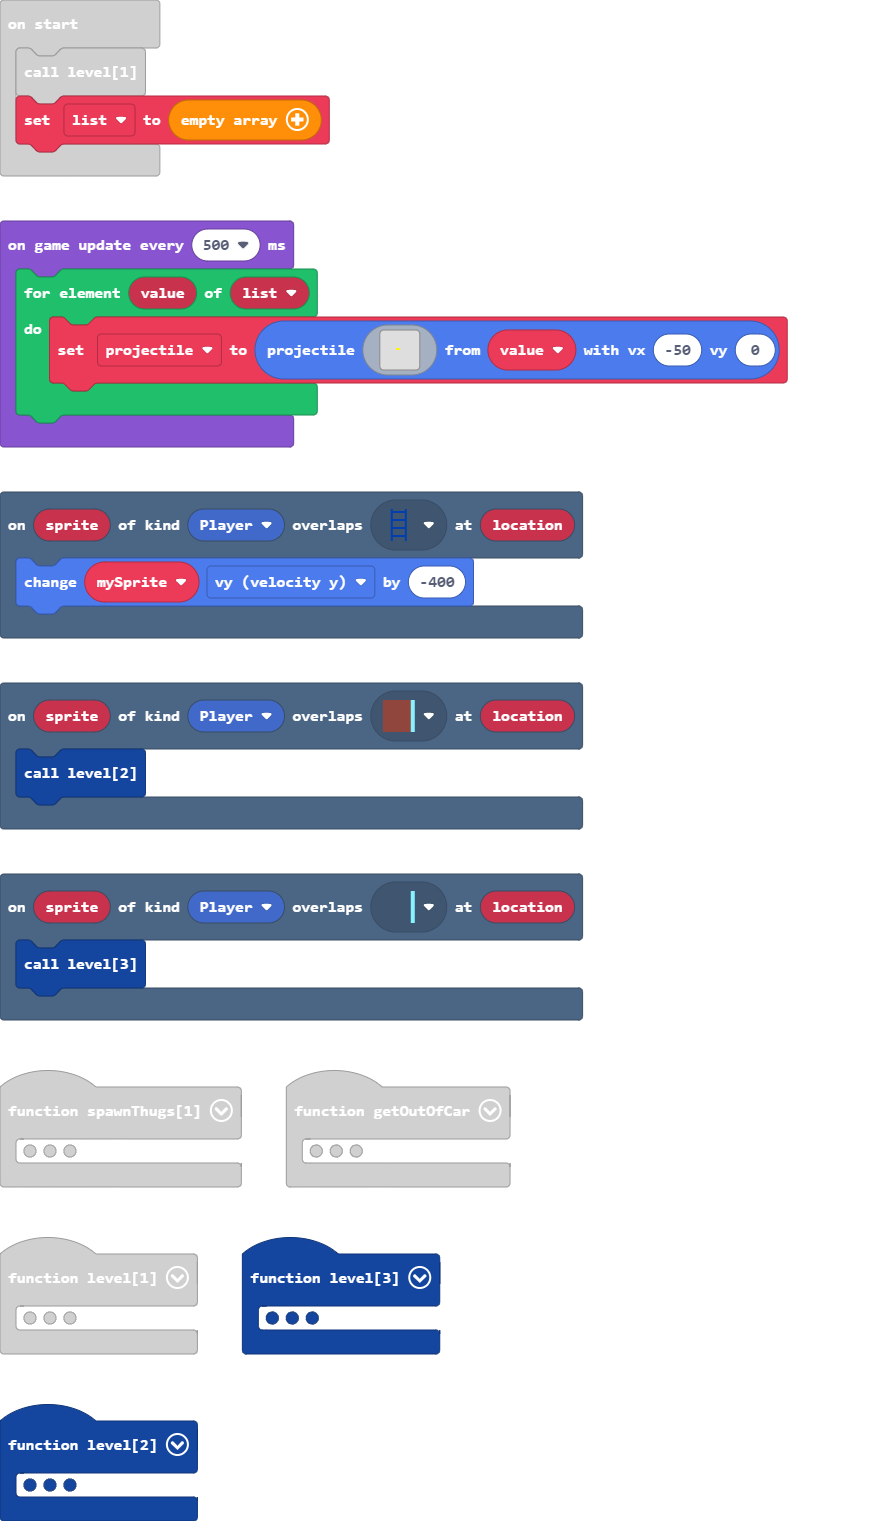 on start
call level[1]
set list to empty array
on game update every 500 ms
for element value of list
do
set projectile to projectile from value with vx -50 vy 0
on sprite of kind Player overlaps at location
change mySprite vy (velocity y) by -400
on sprite of kind Player overlaps at location
call level[2]
on sprite of kind Player overlaps at location
call level[3]
function spawnThugs[1] function getOutOfCar
function level[1] function level[3]
function level[2]